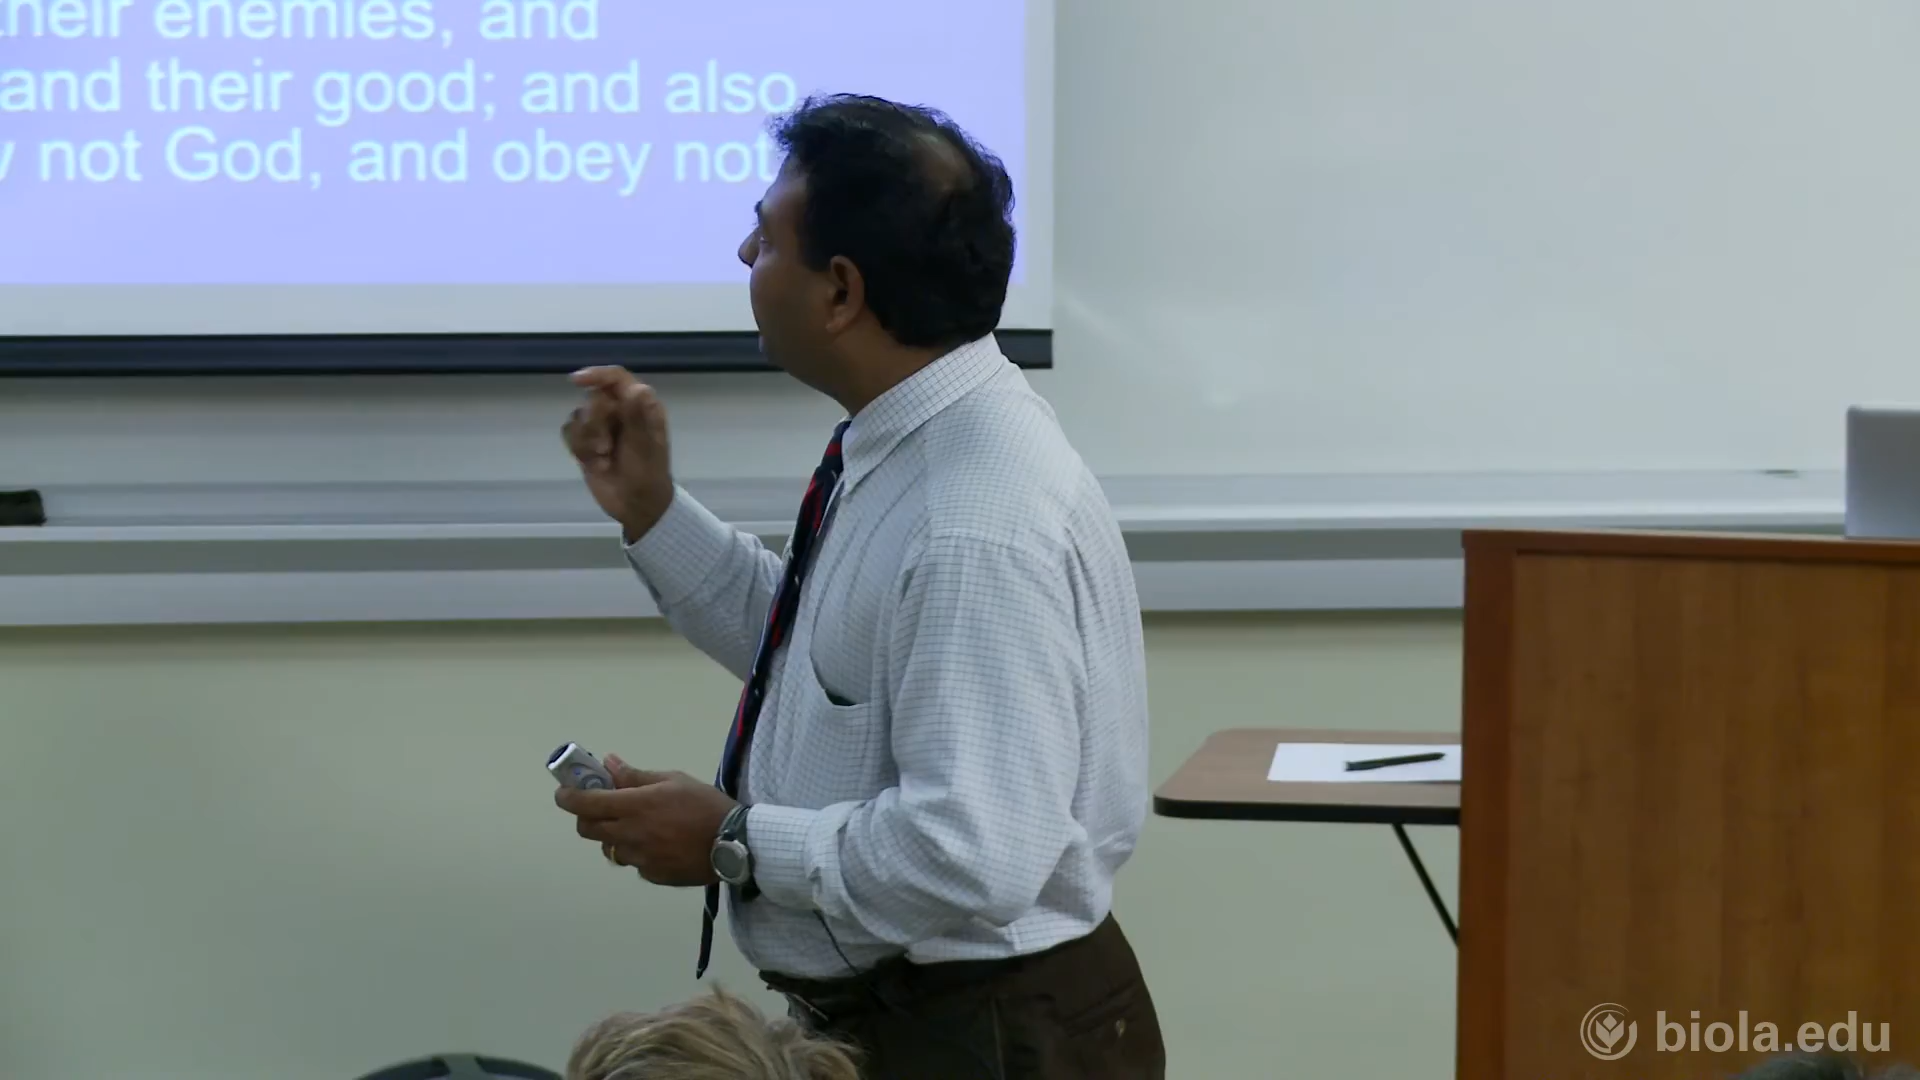 their enemies, and
and their good; and also
not God, and obey not
biola.edu